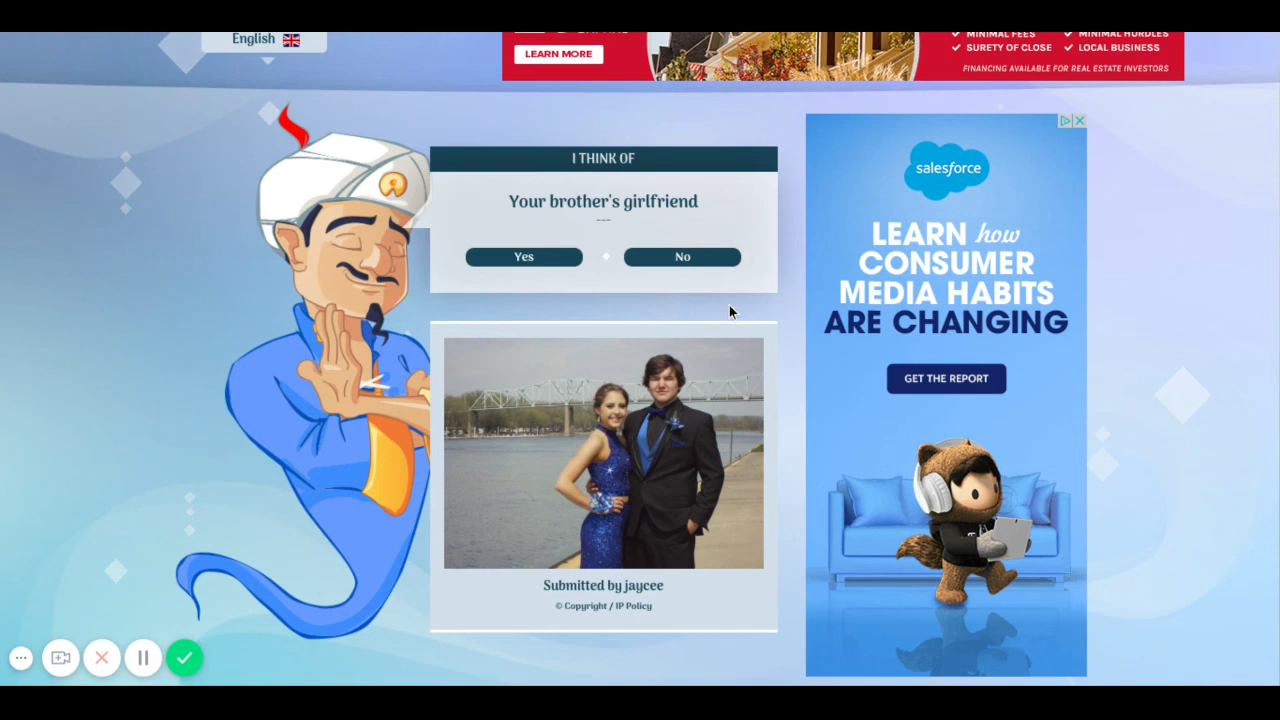 English
LEARN MORE
MINIMAL FEES
MINIMAL HURDLES
SURETY OF CLOSE
LOCAL BUSINESS
FINANCING AVAILABLE FOR REAL ESTATE INVESTORS
I THINK OF
Your brother's girlfriend
---
Yes
No
Submitted by jaycee
© Copyright / IP Policy
salesforce
LEARN how
CONSUMER
MEDIA HABITS
ARE CHANGING
GET THE REPORT